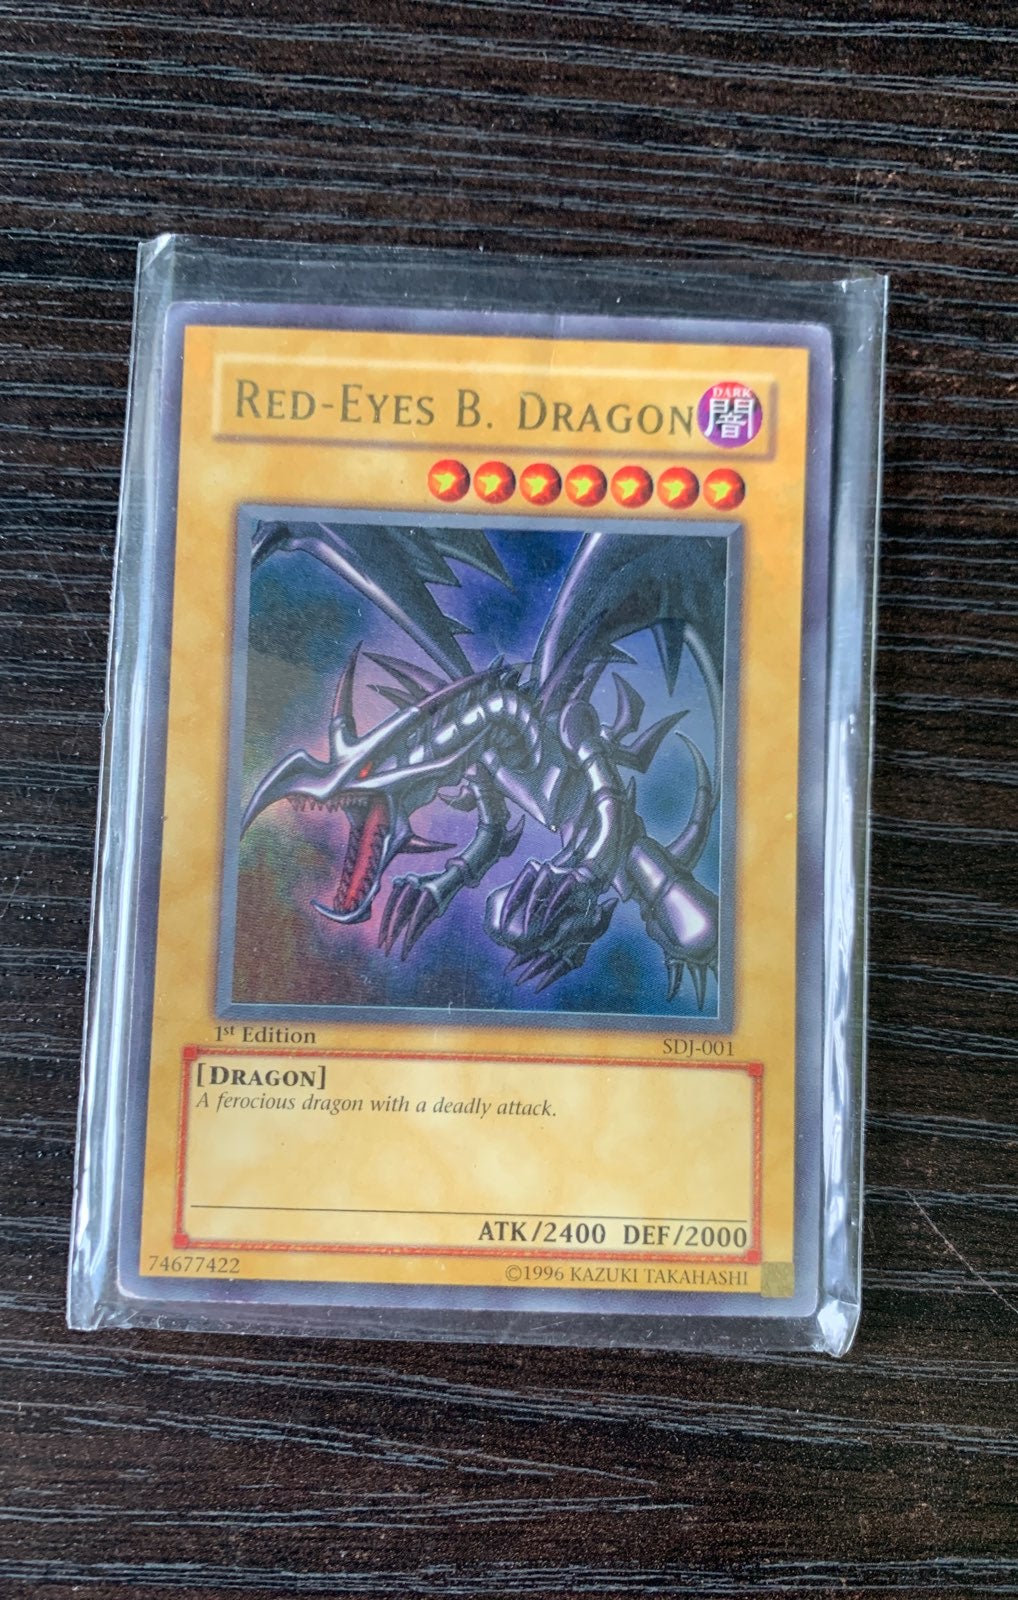 RED-EYES B. DRAGON
DARK
闇
1st Edition
SDJ-001
[DRAGON]
A ferocious dragon with a deadly attack.
ATK/2400 DEF/2000
74677422
©1996 KAZUKI TAKAHASHI